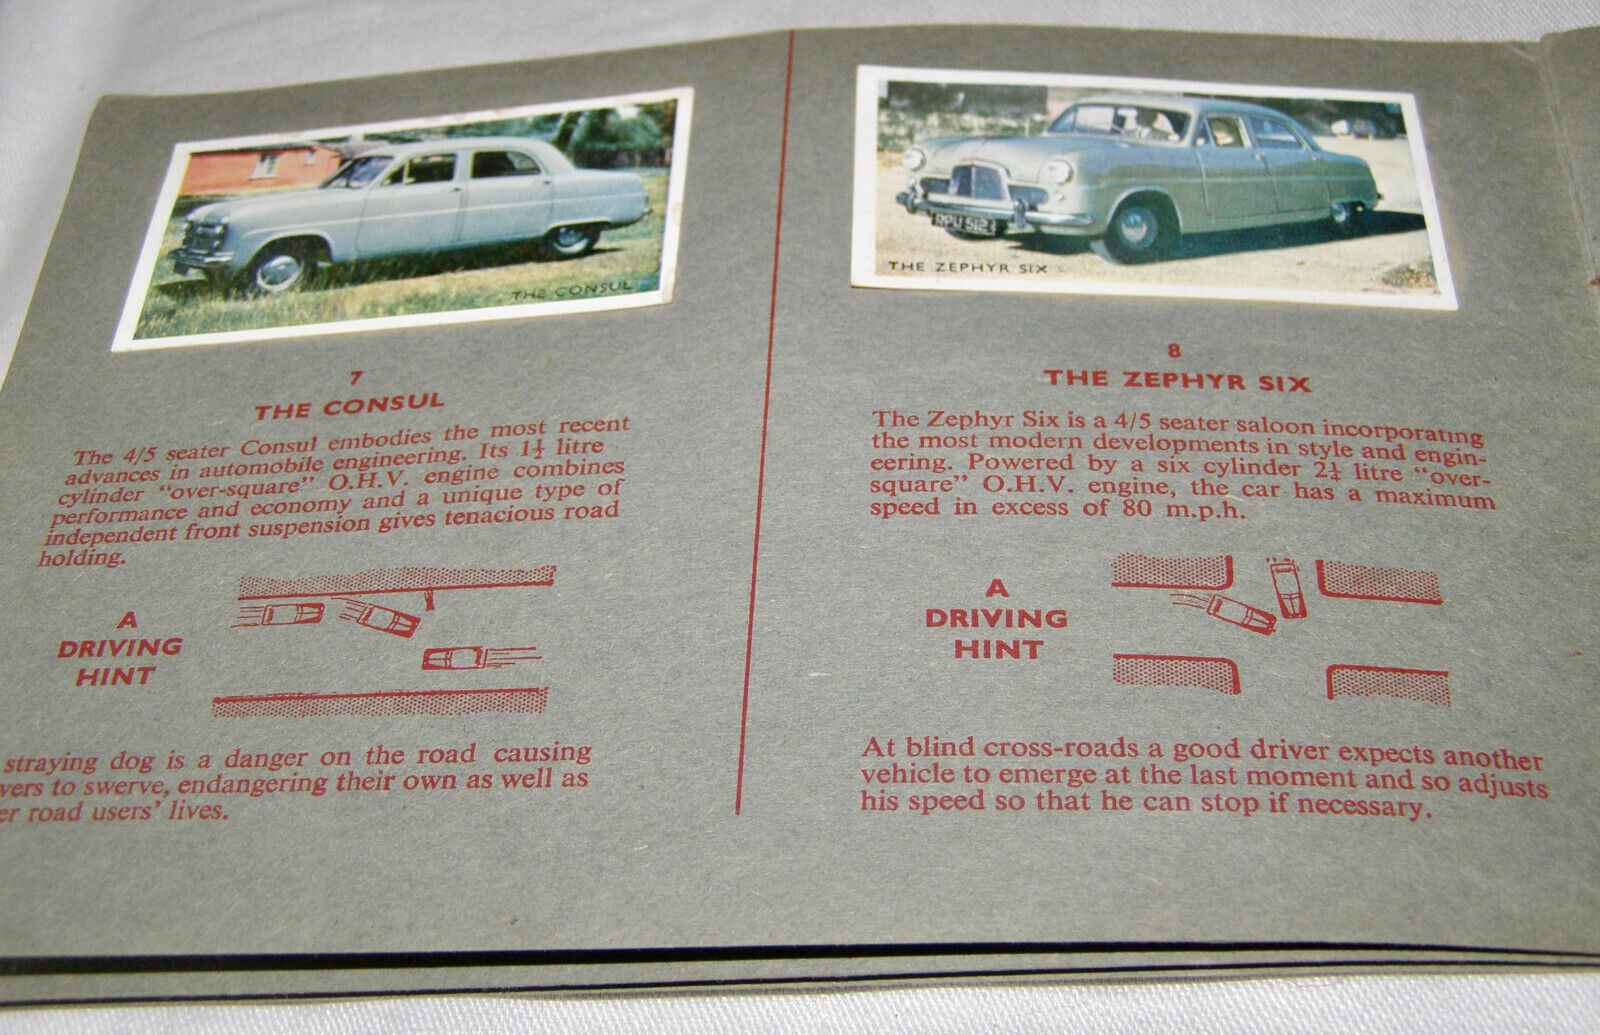 THE CONSUL
7
THE CONSUL
The 4/5 seater Consul embodies the most recent
advances in automobile engineering. Its 1½ litre
cylinder "over-square" O.H.V. engine combines
performance and economy and a unique type of
independent front suspension gives tenacious road
holding.
A
DRIVING
HINT
straying dog is a danger on the road causing
vers to swerve, endangering their own as well as
er road users' lives.
RPU 512
THE ZEPHYR SIX
8
THE ZEPHYR SIX
The Zephyr Six is a 4/5 seater saloon incorporating
the most modern developments in style and engin-
eering. Powered by a six cylinder 2¼ litre "over-
square" O.H.V. engine, the car has a maximum
speed in excess of 80 m.p.h.
A
DRIVING
HINT
At blind cross-roads a good driver expects another
vehicle to emerge at the last moment and so adjusts
his speed so that he can stop if necessary.